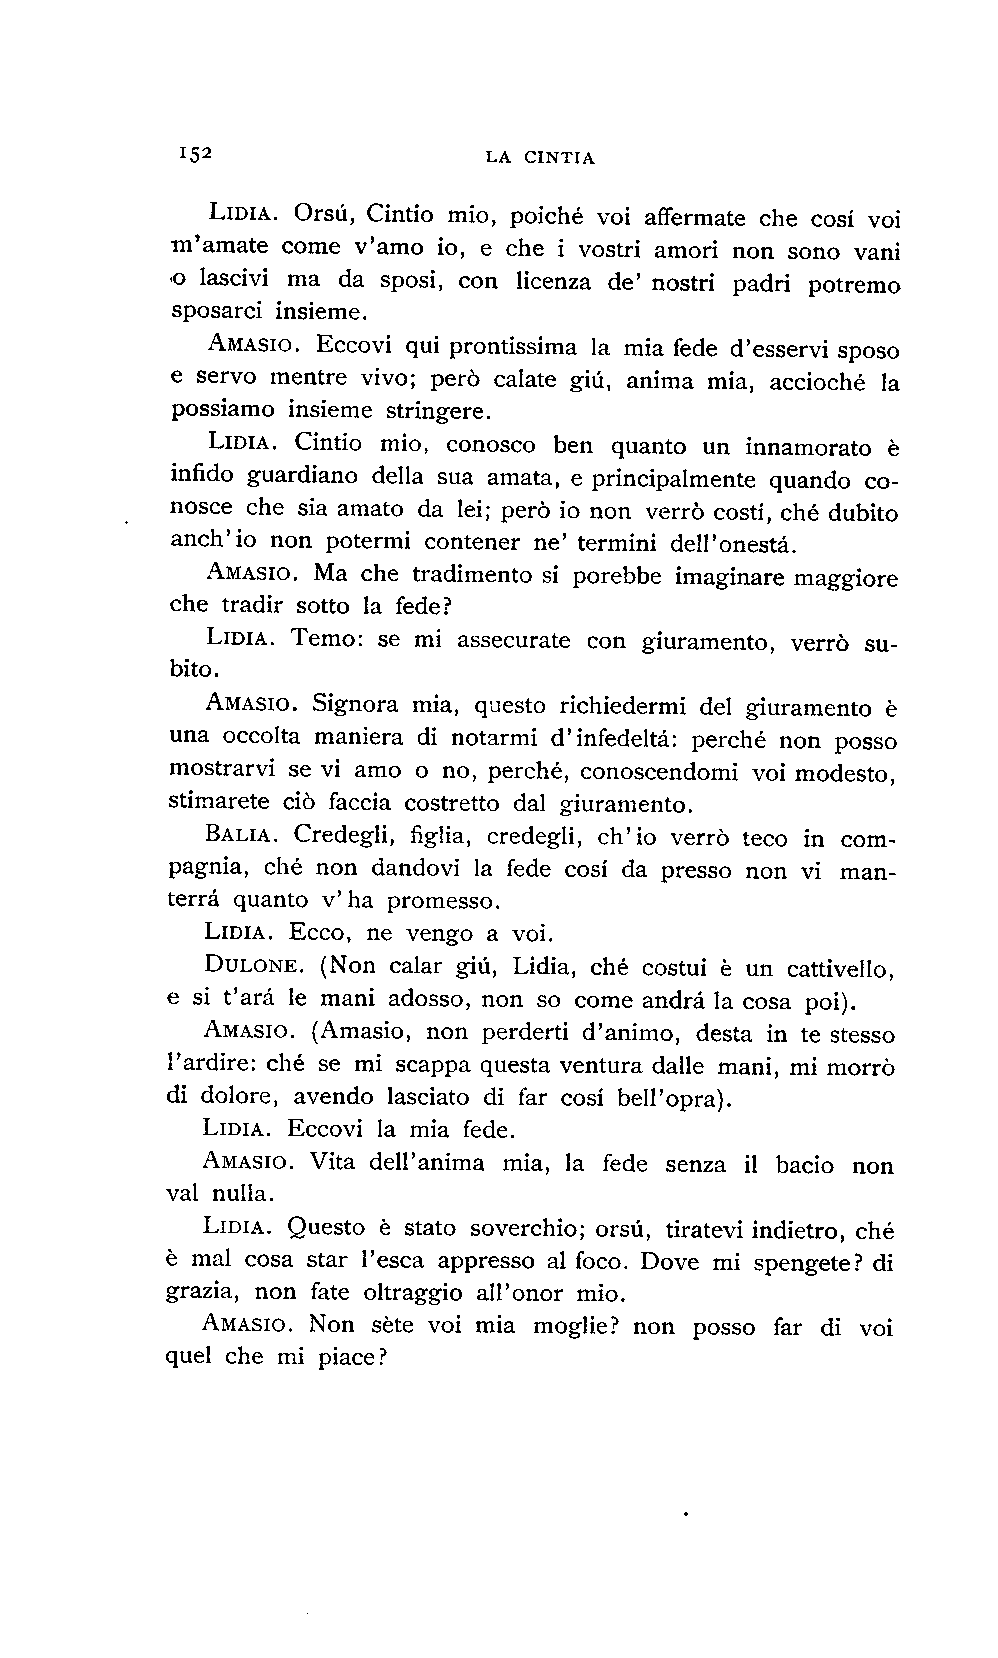 152 LA CINTIA
LIDIA. Orsú, Cintio mio, poiché voi affermate che cosí voi
m'amate come v'amo io, e che i vostri amori non sono vani
o lascivi ma da sposi, con licenza de' nostri padri potremo
sposarci insieme.
AMASIO. Eccovi qui prontissima la mia fede d'esservi sposo
e servo mentre vivo; però calate giú, anima mia, accioché la
possiamo insieme stringere.
LIDIA. Cintio mio, conosco ben quanto un innamorato è
infido guardiano della sua amata, e principalmente quando co-
nosce che sia amato da lei; però io non verrò costí, ché dubito
anch'io non potermi contener ne' termini dell'onestá.
AMASIO. Ma che tradimento si porebbe imaginare maggiore
che tradir sotto la fede?
LIDIA. Temo: se mi assecurate con giuramento, verrò su-
bito.
AMASIO. Signora mia, questo richiedermi del giuramento è
una occolta maniera di notarmi d'infedeltá: perché non posso
mostrarvi se vi amo o no, perché, conoscendomi voi modesto,
stimarete ciò faccia costretto dal giuramento.
BALIA. Credegli, figlia, credegli, ch'io verrò teco in com-
pagnia, ché non dandovi la fede cosí da presso non vi man-
terrá quanto v'ha promesso.
LIDIA. Ecco, ne vengo a voi.
DULONE. (Non calar giú, Lidia, ché costui è un cattivello,
e si t'ará le mani adosso, non so come andrá la cosa poi).
AMASIO. (Amasio, non perderti d'animo, desta in te stesso
l'ardire: ché se mi scappa questa ventura dalle mani, mi morrò
di dolore, avendo lasciato di far cosí bell'opra).
LIDIA. Eccovi la mia fede.
AMASIO. Vita dell'anima mia, la fede senza il bacio non
val nulla.
LIDIA. Questo è stato soverchio; orsú, tiratevi indietro, ché
è mal cosa star l'esca appresso al foco. Dove mi spengete? di
grazia, non fate oltraggio all'onor mio.
AMASIO. Non sète voi mia moglie? non posso far di voi
quel che mi piace?